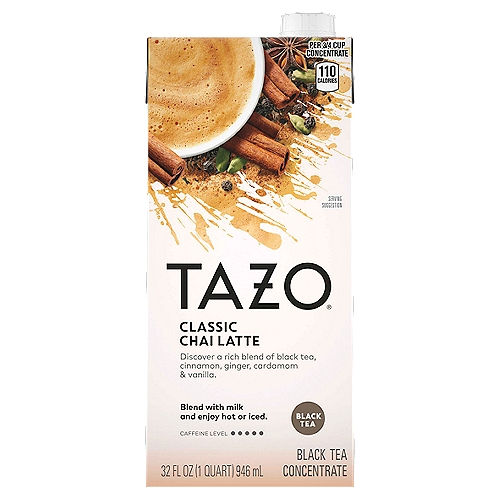 PER 3/4 CUP
CONCENTRATE
110
CALORIES
SERVING
SUGGESTION
TAZO®
CLASSIC
CHAI LATTE
Discover a rich blend of black tea,
cinnamon, ginger, cardamom
& vanilla.
Blend with milk
and enjoy hot or iced.
BLACK
TEA
CAFFEINE LEVEL
BLACK TEA
32 FL OZ (1 QUART) 946 mL CONCENTRATE